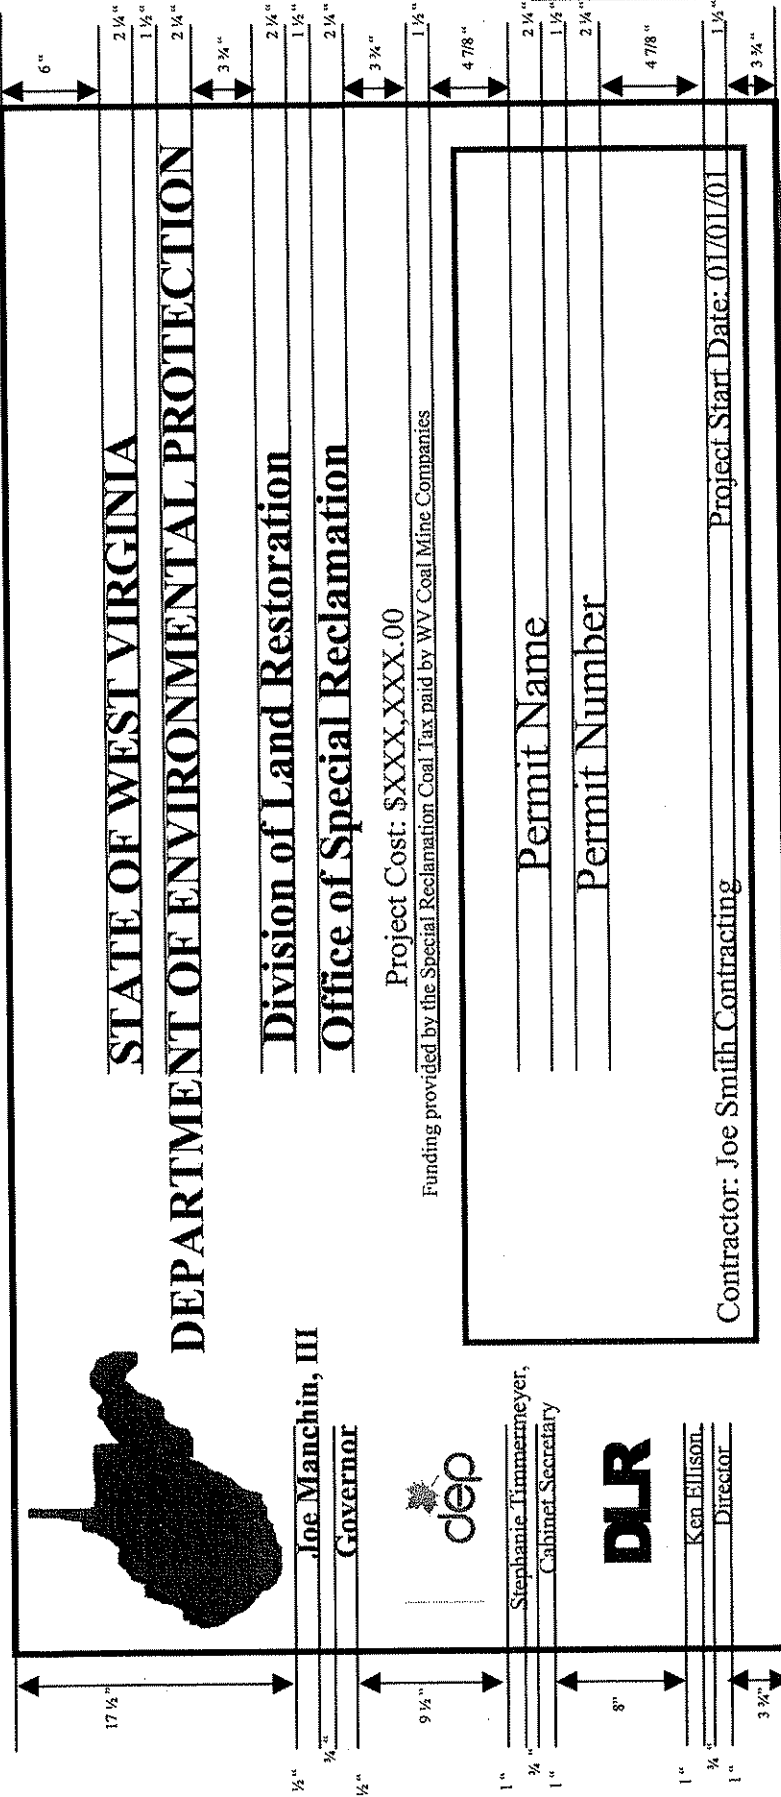 6 “
2 ¼ “
STATE OF WEST VIRGINIA
1 ½ “
2 ¼ “
DEPARTMENT OF ENVIRONMENTAL PROTECTION
3 ¾ “
2 ¼ “
Division of Land Restoration
1 ½ “
2 ¼ “
Office of Special Reclamation
3 ¾ “
Project Cost: $XXX,XXX.00
1 ½ “
Funding provided by the Special Reclamation Coal Tax paid by WV Coal Mine Companies
4 7/8 “
2 ¼ “
Permit Name
1 ½ “
2 ¼ “
Permit Number
4 7/8 “
1 ½ “
Contractor: Joe Smith Contracting
Project Start Date: 01/01/01
3 ¾ “
17 ½ ”
½ “
Joe Manchin, III
¾ “
½ “
Governor
9 ½ ”
dep
1 “
Stephanie Timmermeyer,
¾ “
1 “
Cabinet Secretary
8”
DLR
1 “
Ken Ellison
¾ “
1 “
Director
3 ¾”